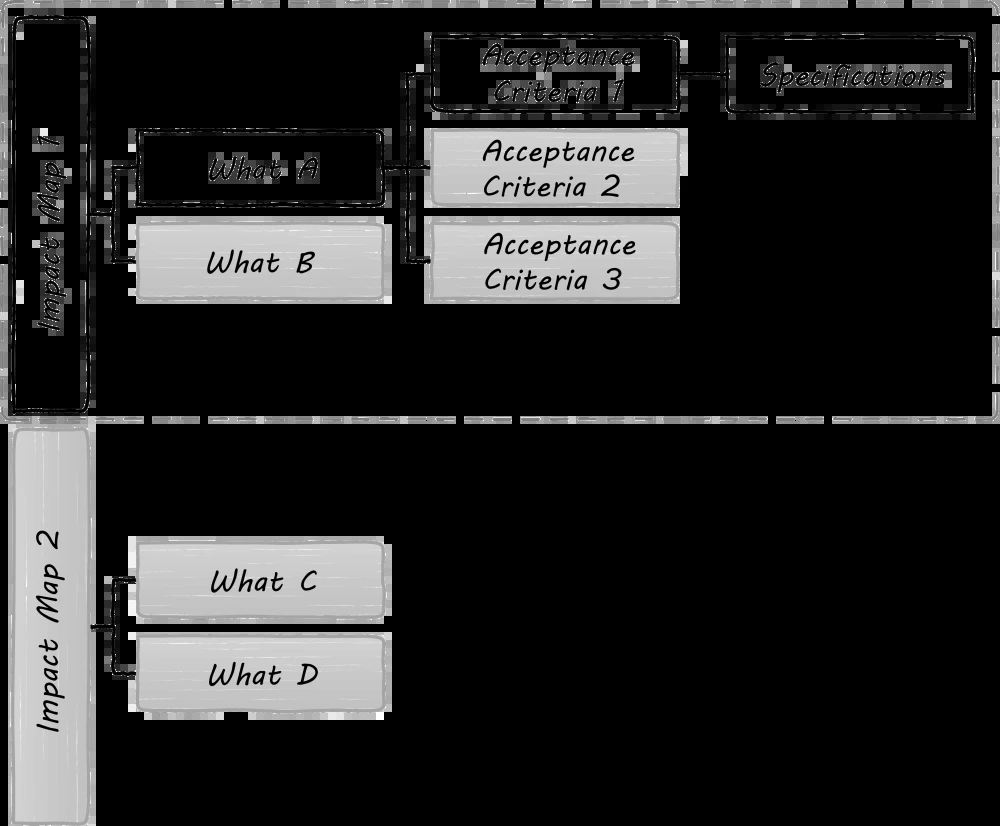 Impact Map 1
Acceptance
Criteria 1
Specifications
What A
Acceptance
Criteria 2
What B
Acceptance
Criteria 3
Impact Map 2
What C
What D